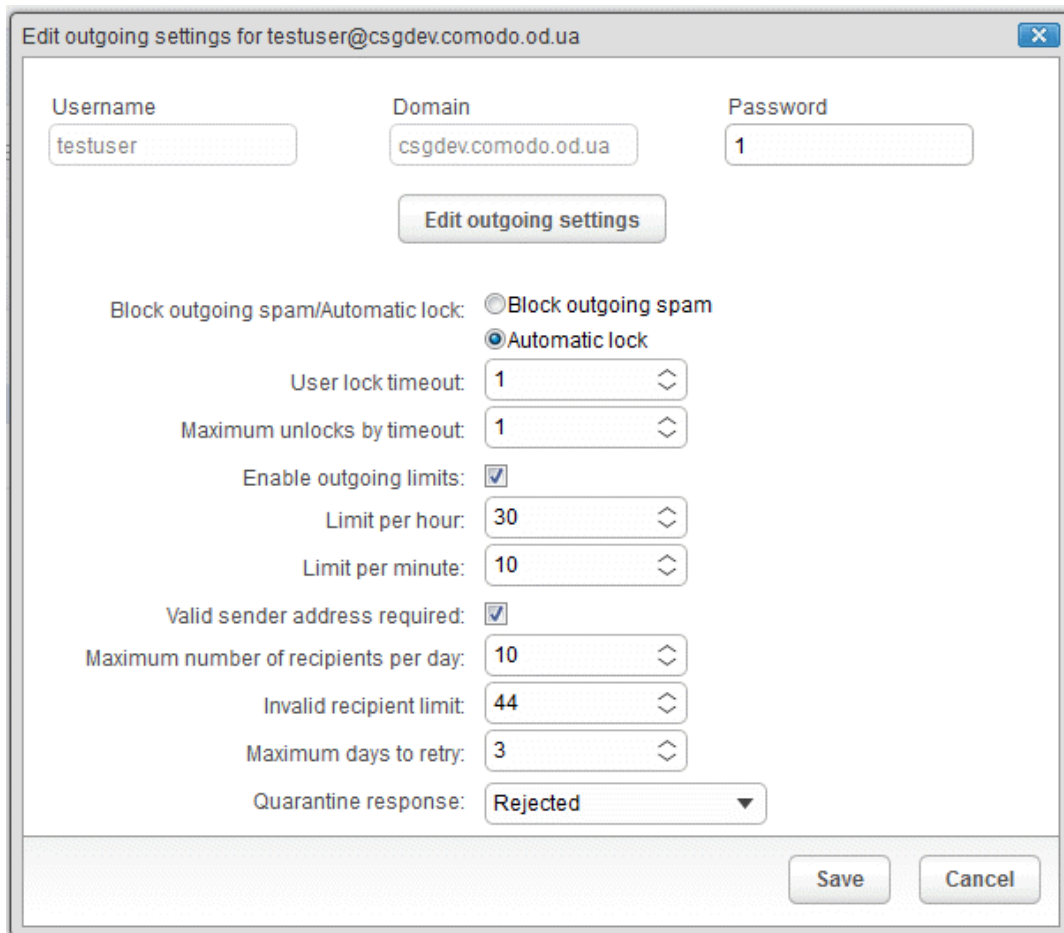 Edit outgoing settings for testuser@csgdev.comodo.od.ua
Username Domain Password
testuser csgdev.comodo.od.ua 1
Edit outgoing settings
Block outgoing spam/Automatic lock: Block outgoing spam
Automatic lock
User lock timeout: 1
Maximum unlocks by timeout: 1
Enable outgoing limits:
Limit per hour: 30
Limit per minute: 10
Valid sender address required:
Maximum number of recipients per day: 10
Invalid recipient limit: 44
Maximum days to retry: 3
Quarantine response: Rejected
Save Cancel